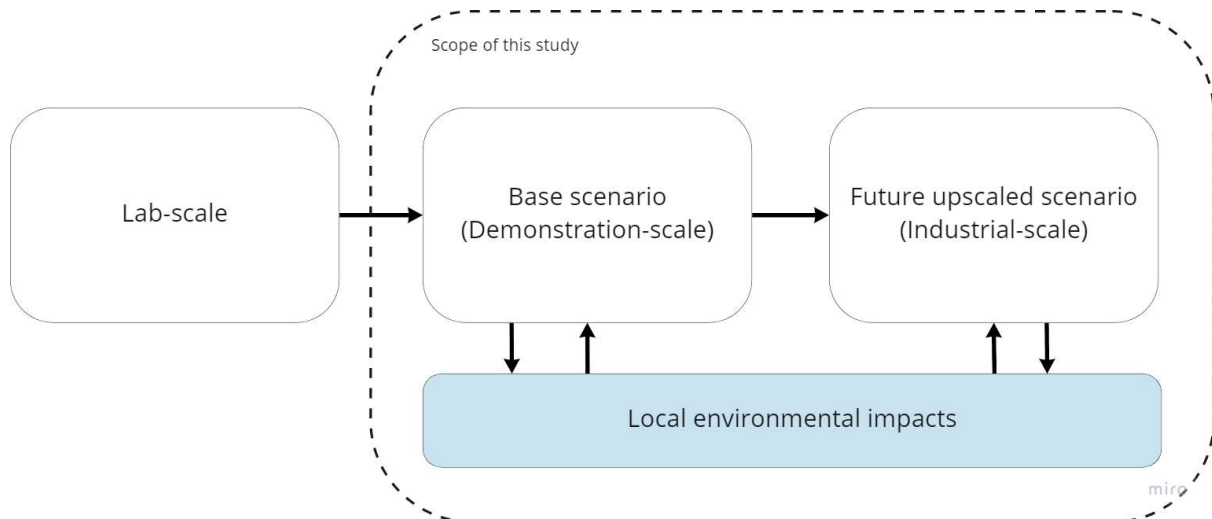 Scope of this study
Lab-scale
Base scenario
(Demonstration-scale)
Future upscaled scenario
(Industrial-scale)
Local environmental impacts
miro